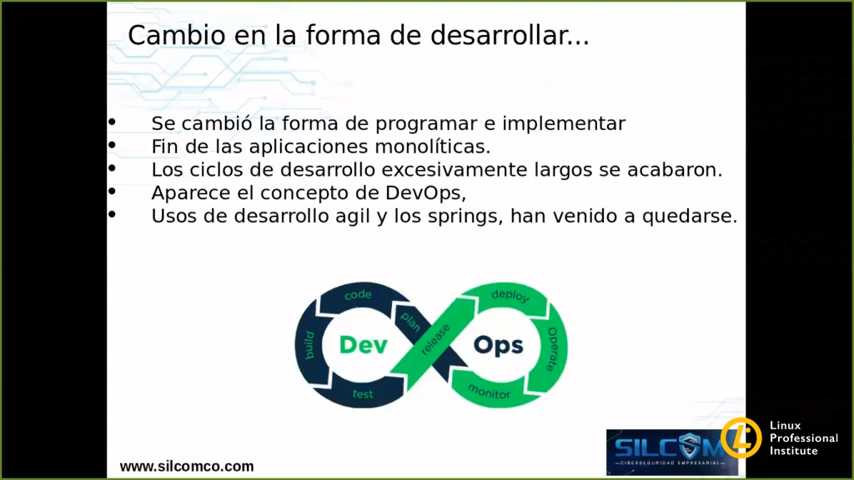 Cambio en la forma de desarrollar...
• Se cambió la forma de programar e implementar
• Fin de las aplicaciones monolíticas.
• Los ciclos de desarrollo excesivamente largos se acabaron.
• Aparece el concepto de DevOps,
• Usos de desarrollo agil y los springs, han venido a quedarse.
code
plan
build
test
Dev
release
deploy
Operate
monitor
Ops
www.silcomco.com
SILCOM
CIBERSEGURIDAD EMPRESARIAL
Linux
Professional
Institute